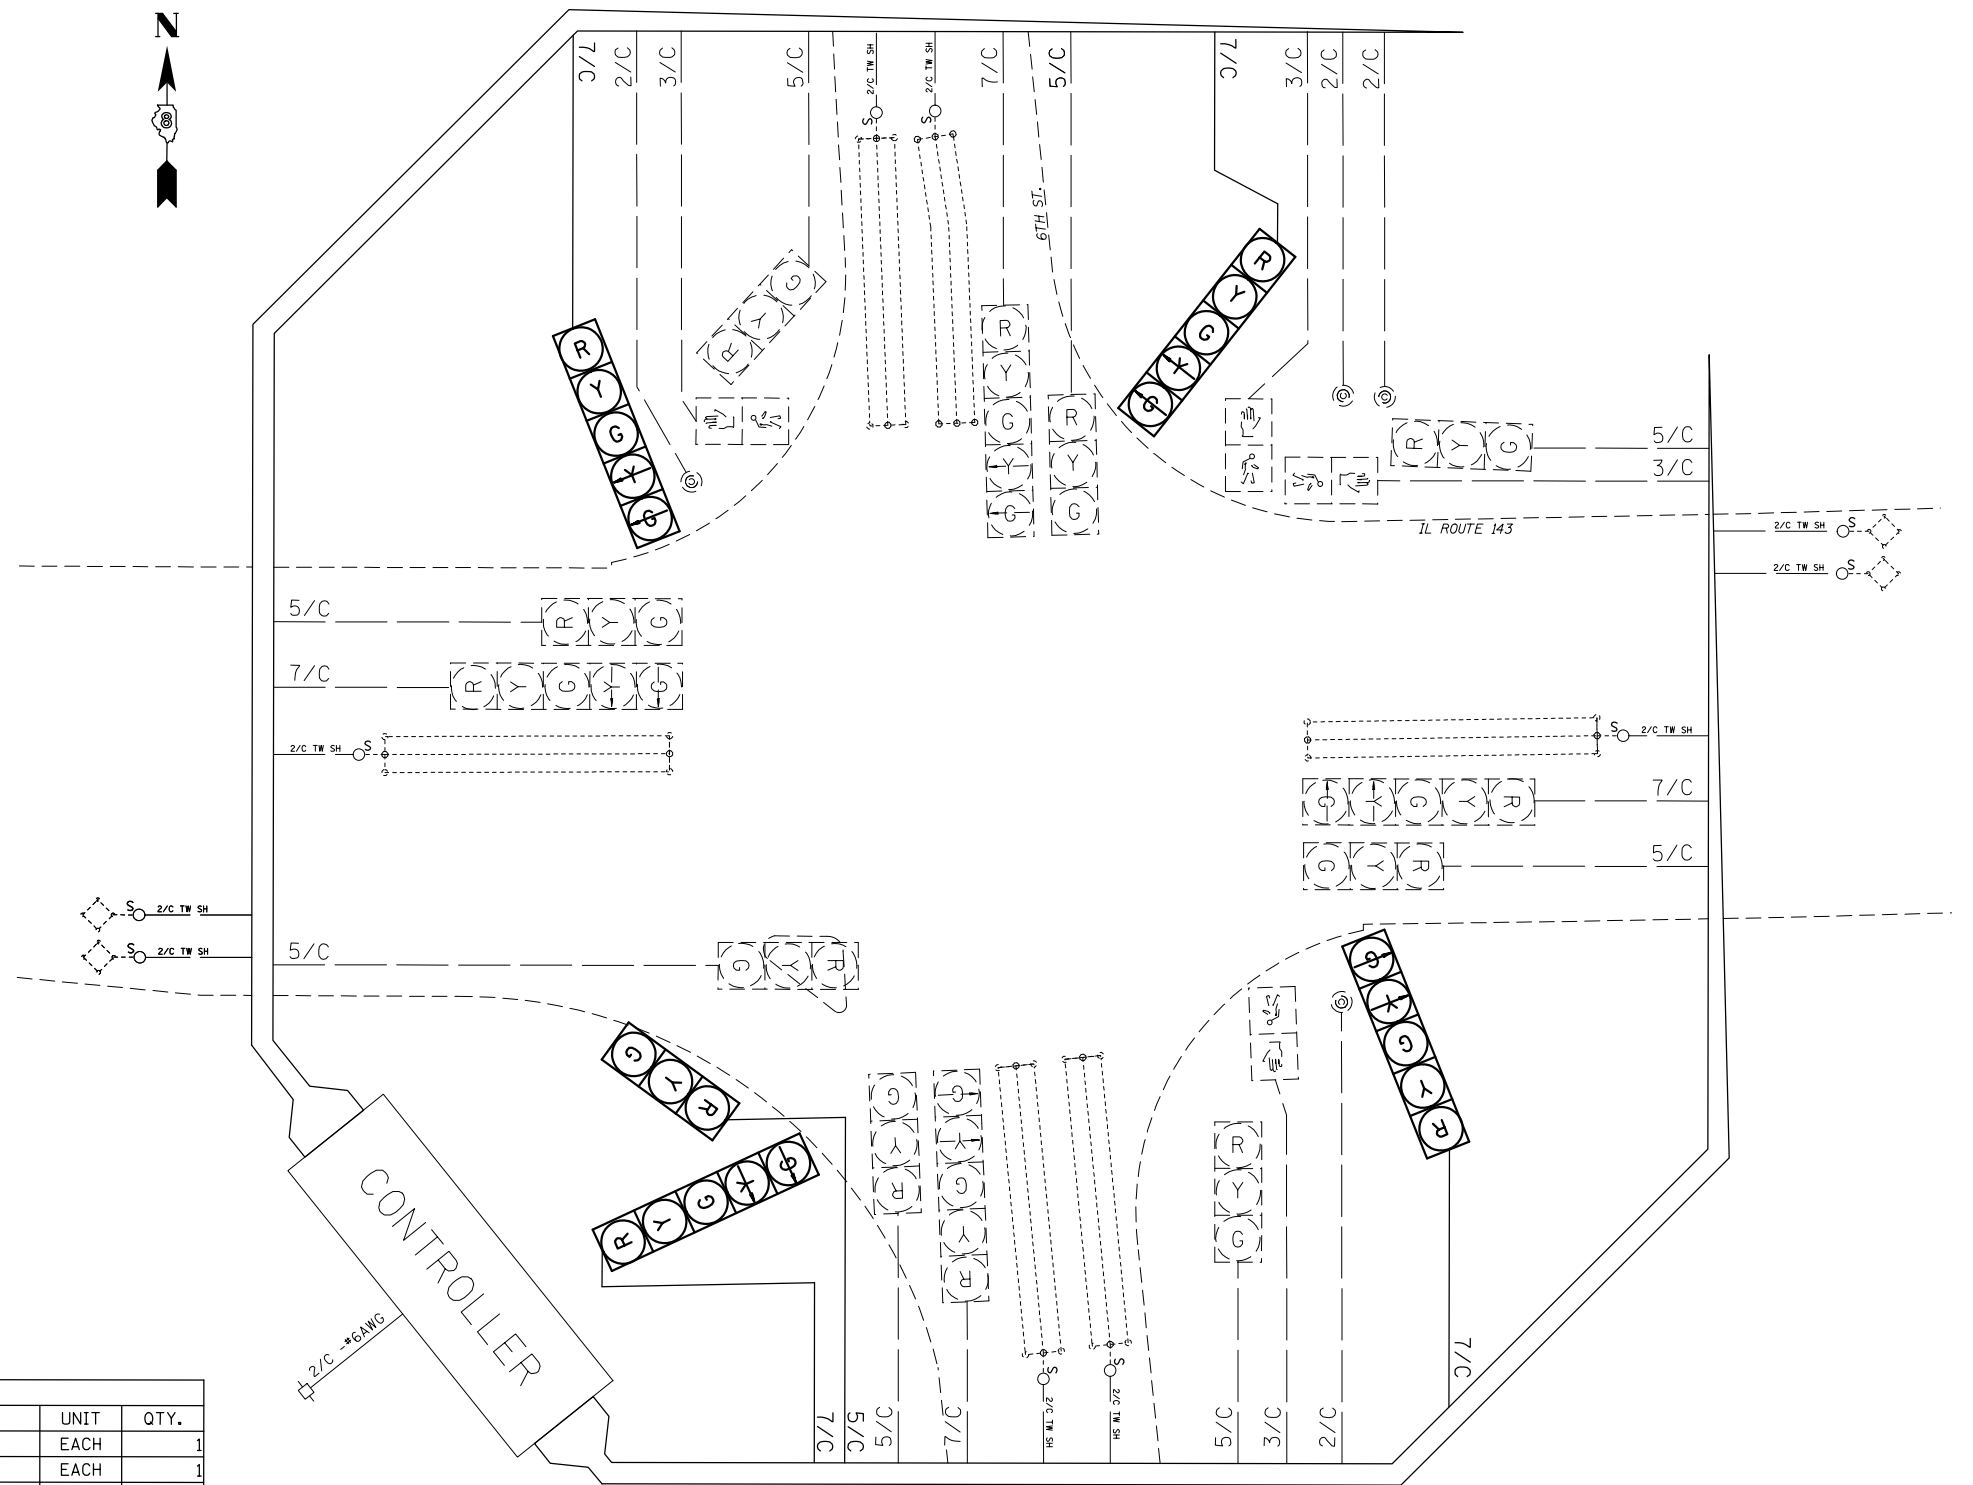 N
8
7/C
2/C
3/C
5/C
2/C TW SH
2/C TW SH
7/C
5/C
7/C
3/C
2/C
2/C
S
S
6TH ST.
R Y G
R Y G Y G
R Y G Y G
R Y G
R Y G Y G
R Y G
5/C
3/C
IL ROUTE 143
2/C TW SH S
2/C TW SH S
5/C
R Y G
7/C
R Y G Y G
2/C TW SH S
S 2/C TW SH
G Y G Y R
7/C
G Y R
5/C
S 2/C TW SH
S 2/C TW SH
5/C
G Y R
G Y R
R Y G Y G
G Y R
G Y G Y R
R Y G
G Y G Y R
CONTROLLER
2/C -#6AWG
7/C
5/C
5/C
7/C
S
2/C TW SH
S
2/C TW SH
5/C
3/C
2/C
7/C
UNIT QTY.
EACH 1
EACH 1